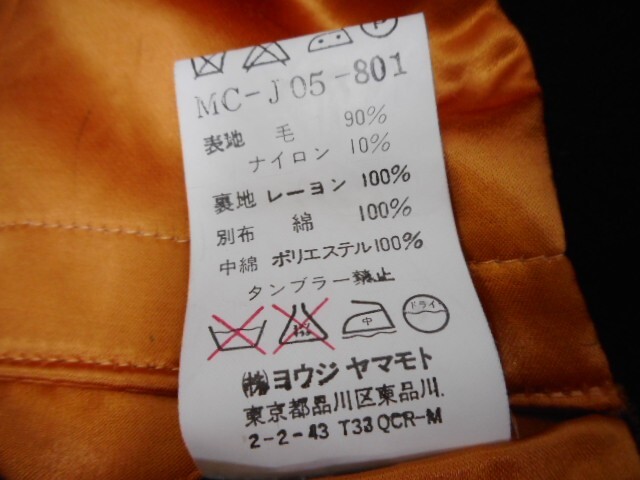 MC-J05-801
表地 毛 90%
ナイロン 10%
裏地 レーヨン 100%
別布 綿 100%
中綿 ポリエステル100%
タンブラー禁止
中 ドライ
㈱ヨウジ ヤマモト
東京都品川区東品川.
2-2-43 T33 QCR-M